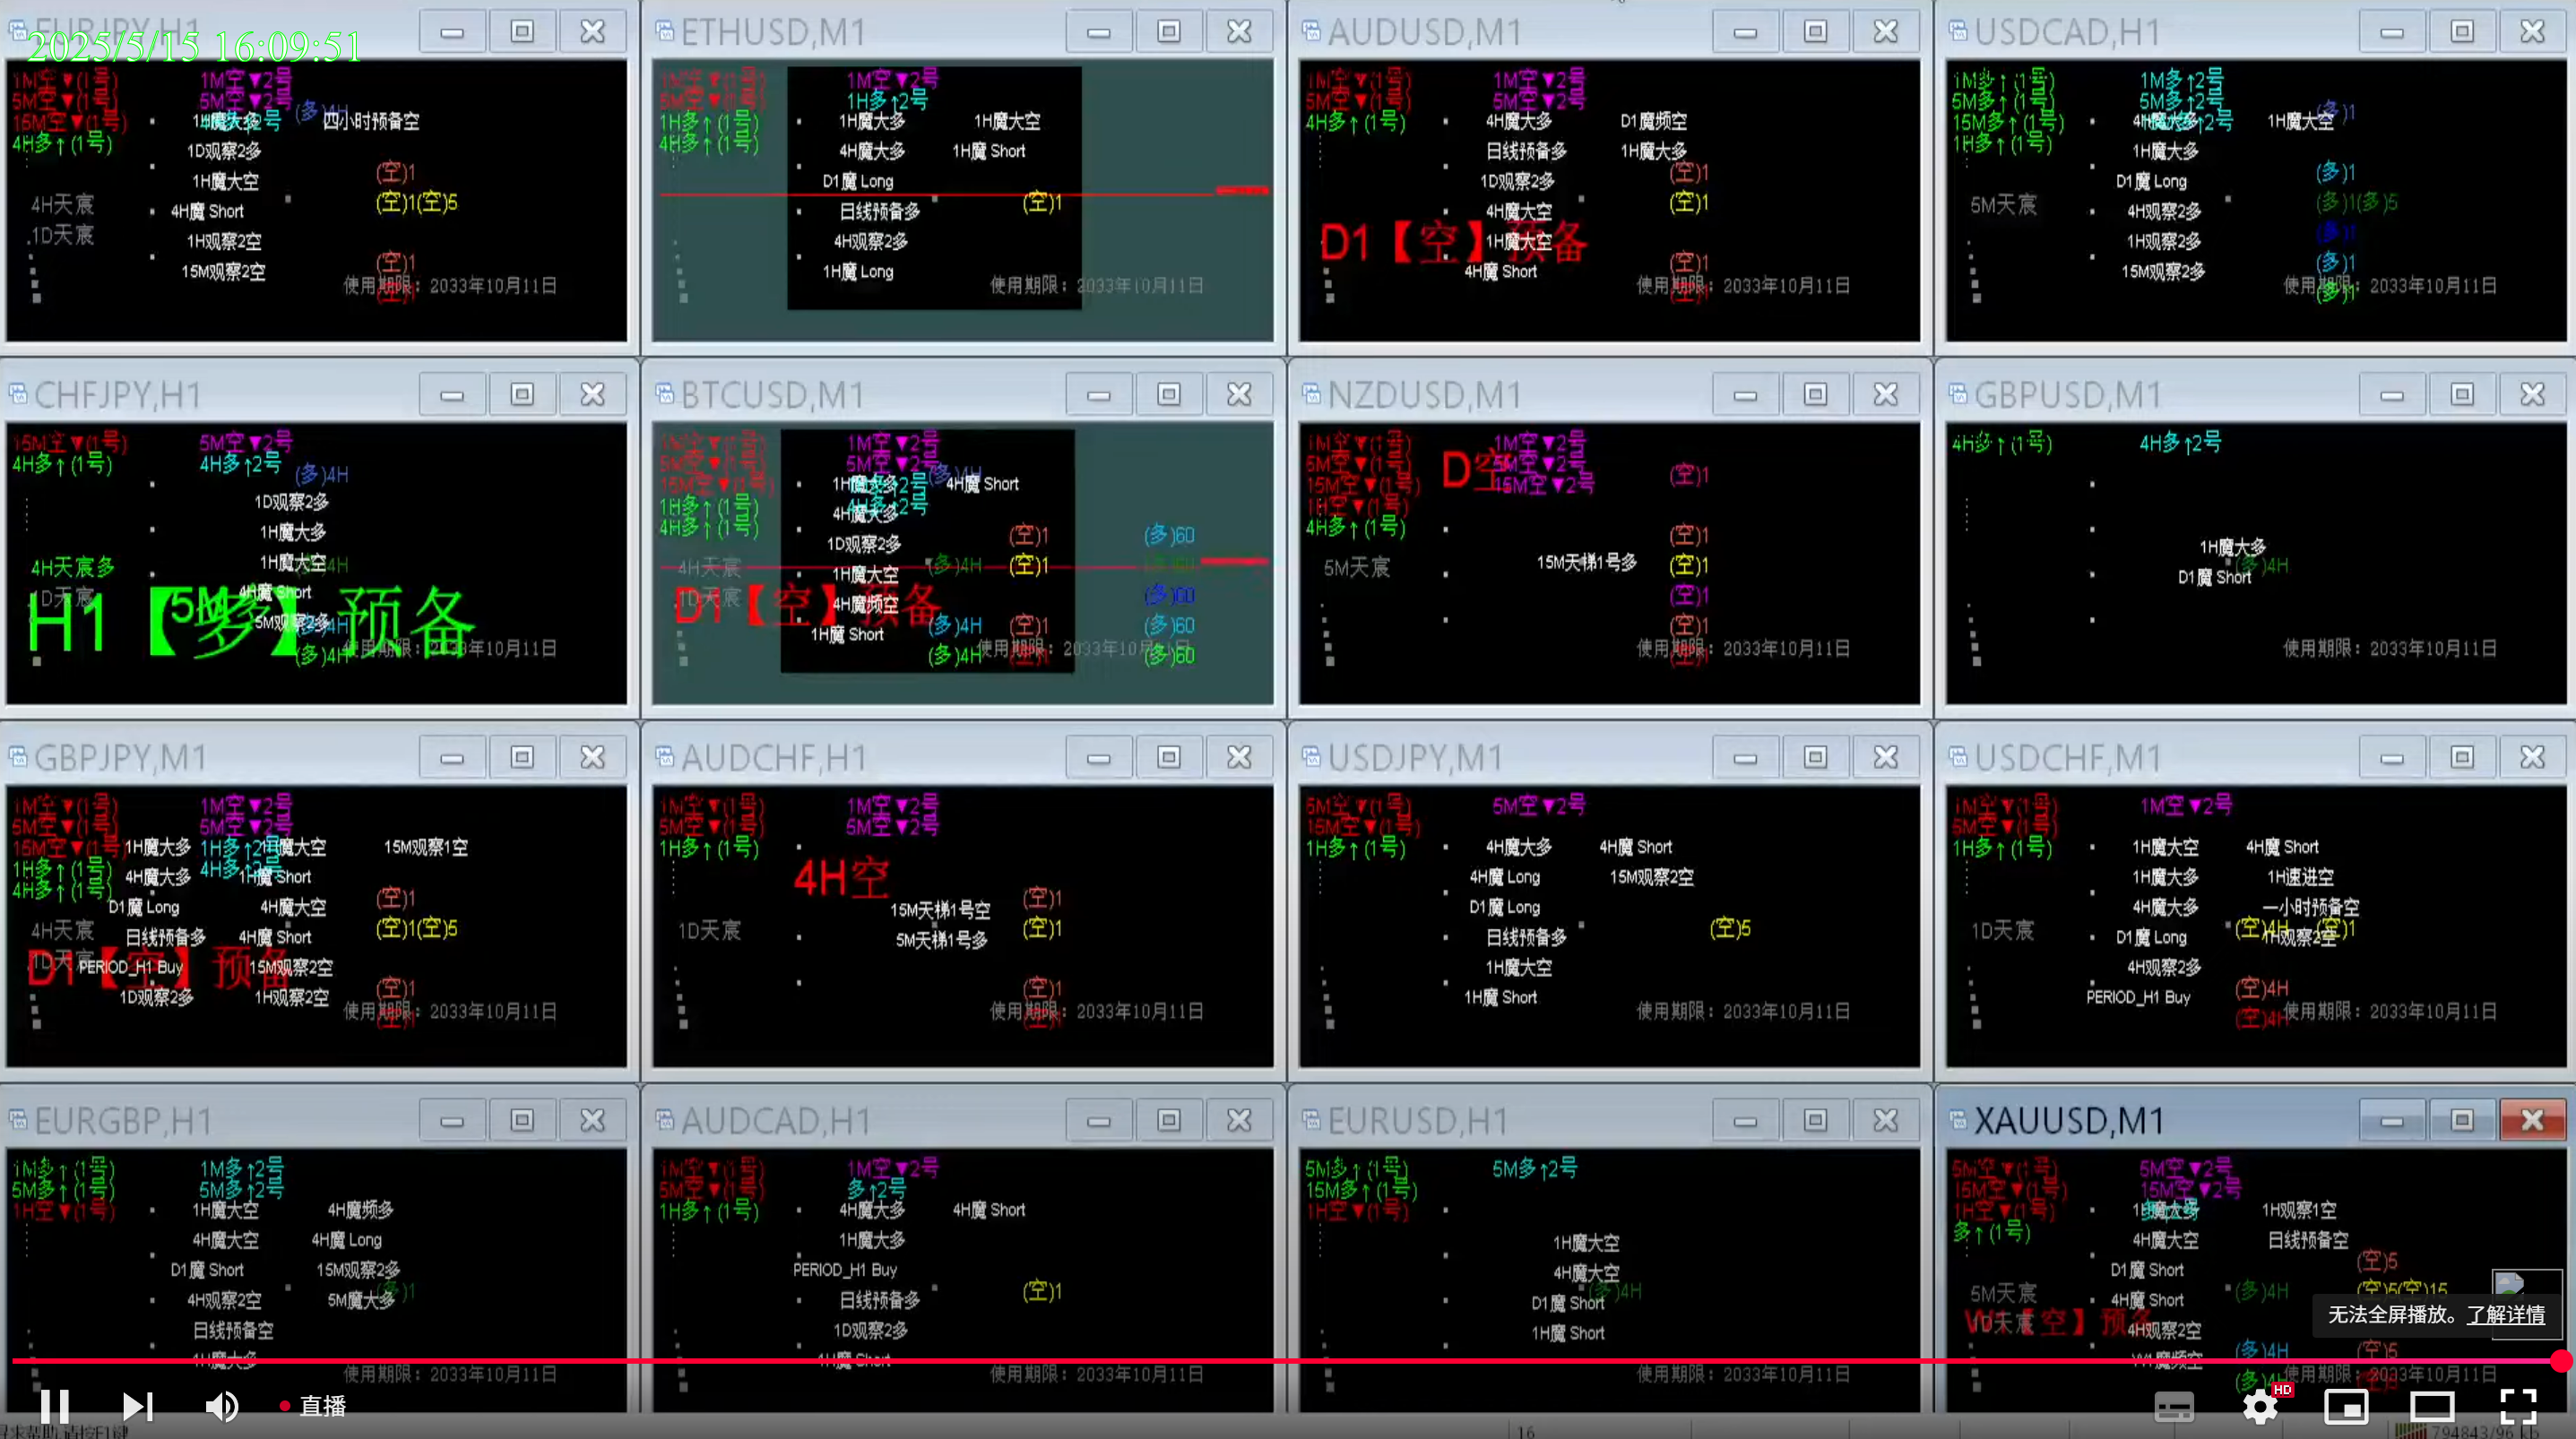 EURJPY,H1
2025/5/15 16:09:51
1M空▼(1号)
5M空▼(1号)
15M空▼(1号)
4H多↑(1号)
1M空▼2号
5M空▼2号
(多)4H
1H魔大多
四小时预备空
1D观察2多
1H魔大空
4H魔 Short
1H观察2空
15M观察2空
4H天宸
1D天宸
(空)1
(空)1(空)5
(空)1
使用期限：2033年10月11日
ETHUSD,M1
1M空▼(1号)
5M空▼(1号)
1H多↑(1号)
4H多↑(1号)
1M空▼2号
1H多↑2号
1H魔大多
1H魔大空
4H魔大多
1H魔 Short
D1魔 Long
日线预备多
4H观察2多
1H魔 Long
(空)1
使用期限：2033年10月11日
AUDUSD,M1
1M空▼(1号)
5M空▼(1号)
4H多↑(1号)
1M空▼2号
5M空▼2号
4H魔大多
D1魔频空
日线预备多
1H魔大多
1D观察2多
4H魔大空
1H魔大空
4H魔 Short
(空)1
(空)1
(空)1
D1【空】预备
使用期限：2033年10月11日
USDCAD,H1
1M多↑(1号)
5M多↑(1号)
15M多↑(1号)
1H多↑(1号)
1M多↑2号
5M多↑2号
(多)1
4H魔大多
1H魔大空
1H魔大多
D1魔 Long
4H观察2多
1H观察2多
15M观察2多
5M天宸
(多)1
(多)1(多)5
(多)1
(多)1
(多)1
使用期限：2033年10月11日
CHFJPY,H1
15M空▼(1号)
4H多↑(1号)
5M空▼2号
4H多↑2号
(多)4H
1D观察2多
1H魔大多
1H魔大空
4H魔 Short
5M观察2多
4H天宸多
1D天宸
H1【多】预备
(多)4H
使用期限：2033年10月11日
BTCUSD,M1
1M空▼(1号)
5M空▼(1号)
15M空▼(1号)
1H多↑(1号)
4H多↑(1号)
1M空▼2号
5M空▼2号
(多)4H
4H多↑2号
1H魔大多
4H魔 Short
4H魔大多
1D观察2多
1H魔大空
4H魔频空
1H魔 Short
4H天宸
1D天宸
D1【空】预备
(空)1
(多)60
(多)4H
(空)1
(多)4H
(空)1
(多)60
(多)4H
(多)60
使用期限：2033年10月11日
NZDUSD,M1
1M空▼(1号)
5M空▼(1号)
15M空▼(1号)
1H空▼(1号)
4H多↑(1号)
D空
1M空▼2号
5M空▼2号
15M空▼2号
15M天梯1号多
5M天宸
(空)1
(空)1
(空)1
(空)1
(空)1
使用期限：2033年10月11日
GBPUSD,M1
4H多↑(1号)
4H多↑2号
1H魔大多
(多)4H
D1魔 Short
使用期限：2033年10月11日
GBPJPY,M1
1M空▼(1号)
5M空▼(1号)
15M空▼(1号)
1H多↑(1号)
4H多↑(1号)
1M空▼2号
5M空▼2号
4H多↑2号
1H魔大多
1H魔大空
15M观察1空
4H魔大多
1H魔 Short
D1魔 Long
4H魔大空
日线预备多
4H魔 Short
PERIOD_H1 Buy
15M观察2空
1D观察2多
1H观察2空
4H天宸
1D天宸
D1【空】预备
(空)1
(空)1(空)5
(空)1
使用期限：2033年10月11日
AUDCHF,H1
1M空▼(1号)
5M空▼(1号)
1H多↑(1号)
1M空▼2号
5M空▼2号
4H空
15M天梯1号空
5M天梯1号多
1D天宸
(空)1
(空)1
(空)1
使用期限：2033年10月11日
USDJPY,M1
5M空▼(1号)
15M空▼(1号)
1H多↑(1号)
5M空▼2号
4H魔大多
4H魔 Short
4H魔 Long
15M观察2空
D1魔 Long
日线预备多
1H魔大空
1H魔 Short
(空)5
使用期限：2033年10月11日
USDCHF,M1
1M空▼(1号)
5M空▼(1号)
1H多↑(1号)
1M空▼2号
1H魔大空
4H魔 Short
1H魔大多
1H速进空
4H魔大多
一小时预备空
D1魔 Long
1H观察2空
4H观察2多
PERIOD_H1 Buy
1D天宸
(空)4H
(空)1
(空)4H
(空)4H
使用期限：2033年10月11日
EURGBP,H1
1M多↑(1号)
5M多↑(1号)
1H空▼(1号)
1M多↑2号
5M多↑2号
1H魔大空
4H魔频多
4H魔大空
4H魔 Long
D1魔 Short
15M观察2多
4H观察2空
5M魔大多
日线预备空
1H魔大多
(多)1
使用期限：2033年10月11日
AUDCAD,H1
1M空▼(1号)
5M空▼(1号)
1H多↑(1号)
1M空▼2号
多↑2号
4H魔大多
4H魔 Short
1H魔大多
PERIOD_H1 Buy
日线预备多
1D观察2多
1H魔 Short
(空)1
使用期限：2033年10月11日
EURUSD,H1
5M多↑(1号)
15M多↑(1号)
1H空▼(1号)
5M多↑2号
1H魔大空
4H魔大空
(多)4H
D1魔 Short
1H魔 Short
使用期限：2033年10月11日
XAUUSD,M1
5M空▼(1号)
15M空▼(1号)
1H空▼(1号)
多↑(1号)
5M空▼2号
15M空▼2号
1H魔大多
1H观察1空
4H魔大空
日线预备空
D1魔 Short
4H魔 Short
4H观察2空
W1魔频空
5M天宸
1D天宸
(空)5
(多)4H
(空)5(空)15
(多)4H
(空)5
使用期限：2033年10月11日
无法全屏播放。了解详情
直播
HD
16
794843/96 kb